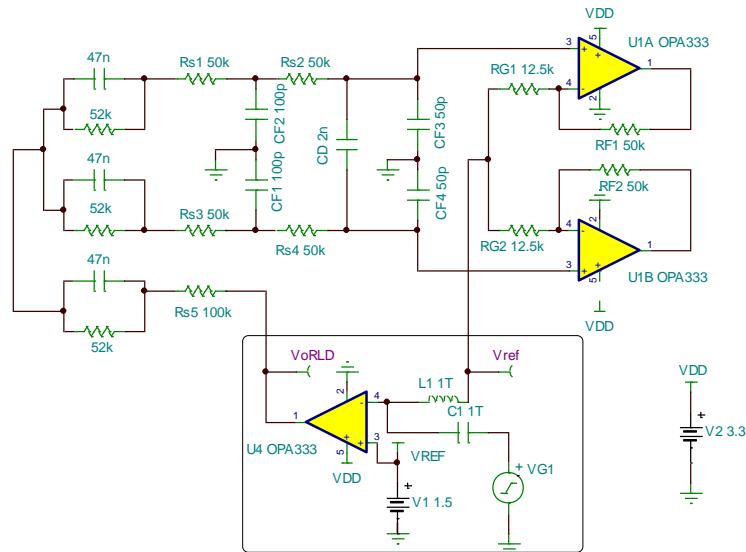 VDD
U1A OPA333
47n
Rs1 50k
Rs2 50k
3
+
5
RG1 12.5k
4
-
2
1
52k
CF2 100p
CD 2n
CF3 50p
RF1 50k
47n
CF1 100p
CF4 50p
RF2 50k
52k
Rs3 50k
Rs4 50k
RG2 12.5k
4
-
2
1
3
+
5
U1B OPA333
47n
Rs5 100k
VDD
52k
VoRLD
Vref
L1 1T
2
4
-
1
3
+
5
U4 OPA333
C1 1T
VREF
VDD
+
V1 1.5
+
VG1
VDD
+
V2 3.3